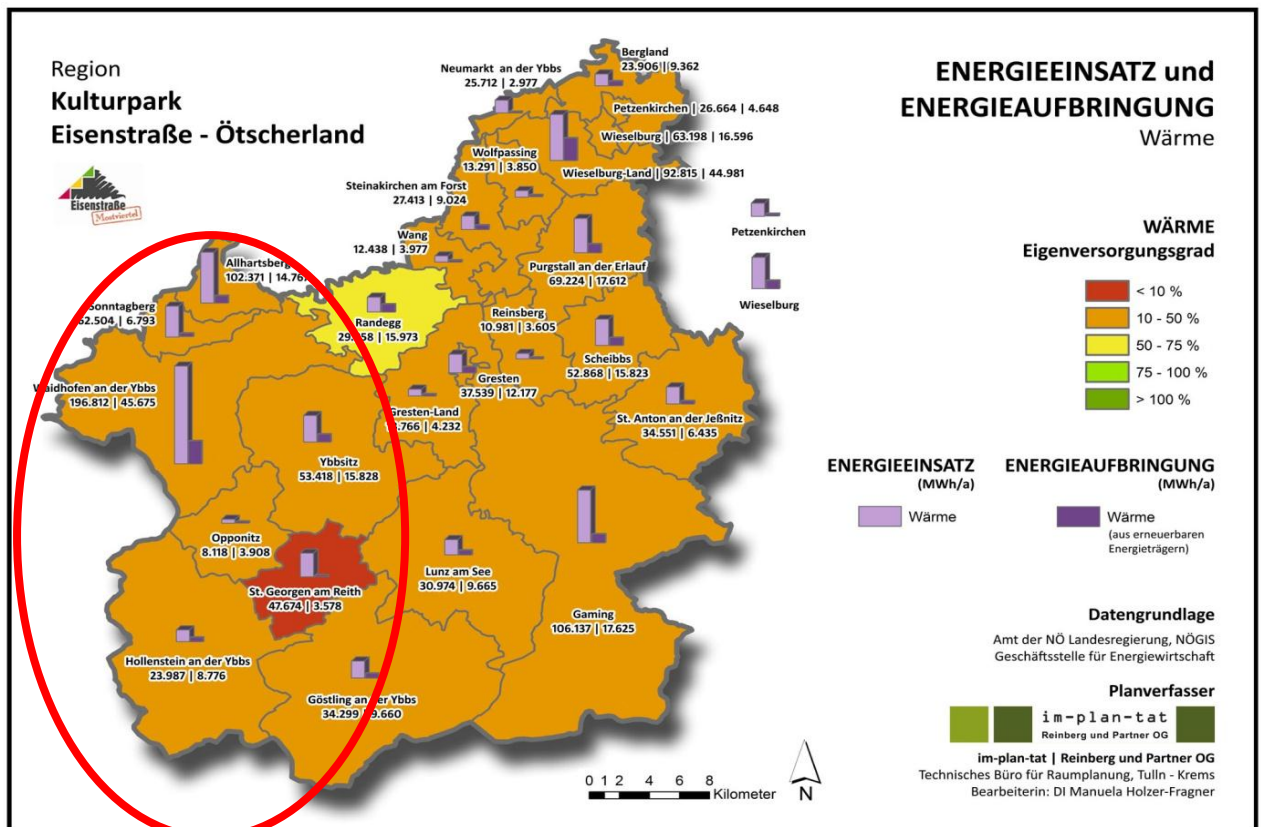 Region
Kulturpark
Eisenstraße - Ötscherland
Eisenstraße
Mostviertel
ENERGIEEINSATZ und
ENERGIEAUFBRINGUNG
Wärme
Bergland
23.906 | 9.362
Neumarkt an der Ybbs
25.712 | 2.977
Petzenkirchen | 26.664 | 4.648
Wieselburg | 63.198 | 16.596
Wolfpassing
13.291 | 3.850
Wieselburg-Land | 92.815 | 44.981
Steinakirchen am Forst
27.413 | 9.024
Wang
12.438 | 3.977
Purgstall an der Erlauf
69.224 | 17.612
Petzenkirchen
Wieselburg
Allhartsberg
102.371 |
Sonntagberg
| 6.793
Randegg
| 15.973
Reinsberg
10.981 | 3.605
Scheibbs
52.868 | 15.823
Gresten
37.539 | 12.177
Waidhofen an der Ybbs
196.812 | 45.675
Gresten-Land
| 4.232
St. Anton an der Jeßnitz
34.551 | 6.435
Ybbsitz
53.418 | 15.828
Opponitz
8.118 | 3.908
St. Georgen am Reith
47.674 | 3.578
Lunz am See
30.974 | 9.665
Gaming
106.137 | 17.625
Hollenstein an der Ybbs
23.987 | 8.776
Göstling an der Ybbs
34.299 | 9.660
WÄRME
Eigenversorgungsgrad
< 10 %
10 - 50 %
50 - 75 %
75 - 100 %
> 100 %
ENERGIEEINSATZ
(MWh/a)
Wärme
ENERGIEAUFBRINGUNG
(MWh/a)
Wärme
(aus erneuerbaren
Energieträgern)
Datengrundlage
Amt der NÖ Landesregierung, NÖGIS
Geschäftsstelle für Energiewirtschaft
Planverfasser
im-plan-tat
Reinberg und Partner OG
im-plan-tat | Reinberg und Partner OG
Technisches Büro für Raumplanung, Tulln - Krems
Bearbeiterin: DI Manuela Holzer-Fragner
0 1 2 4 6 8
Kilometer
N